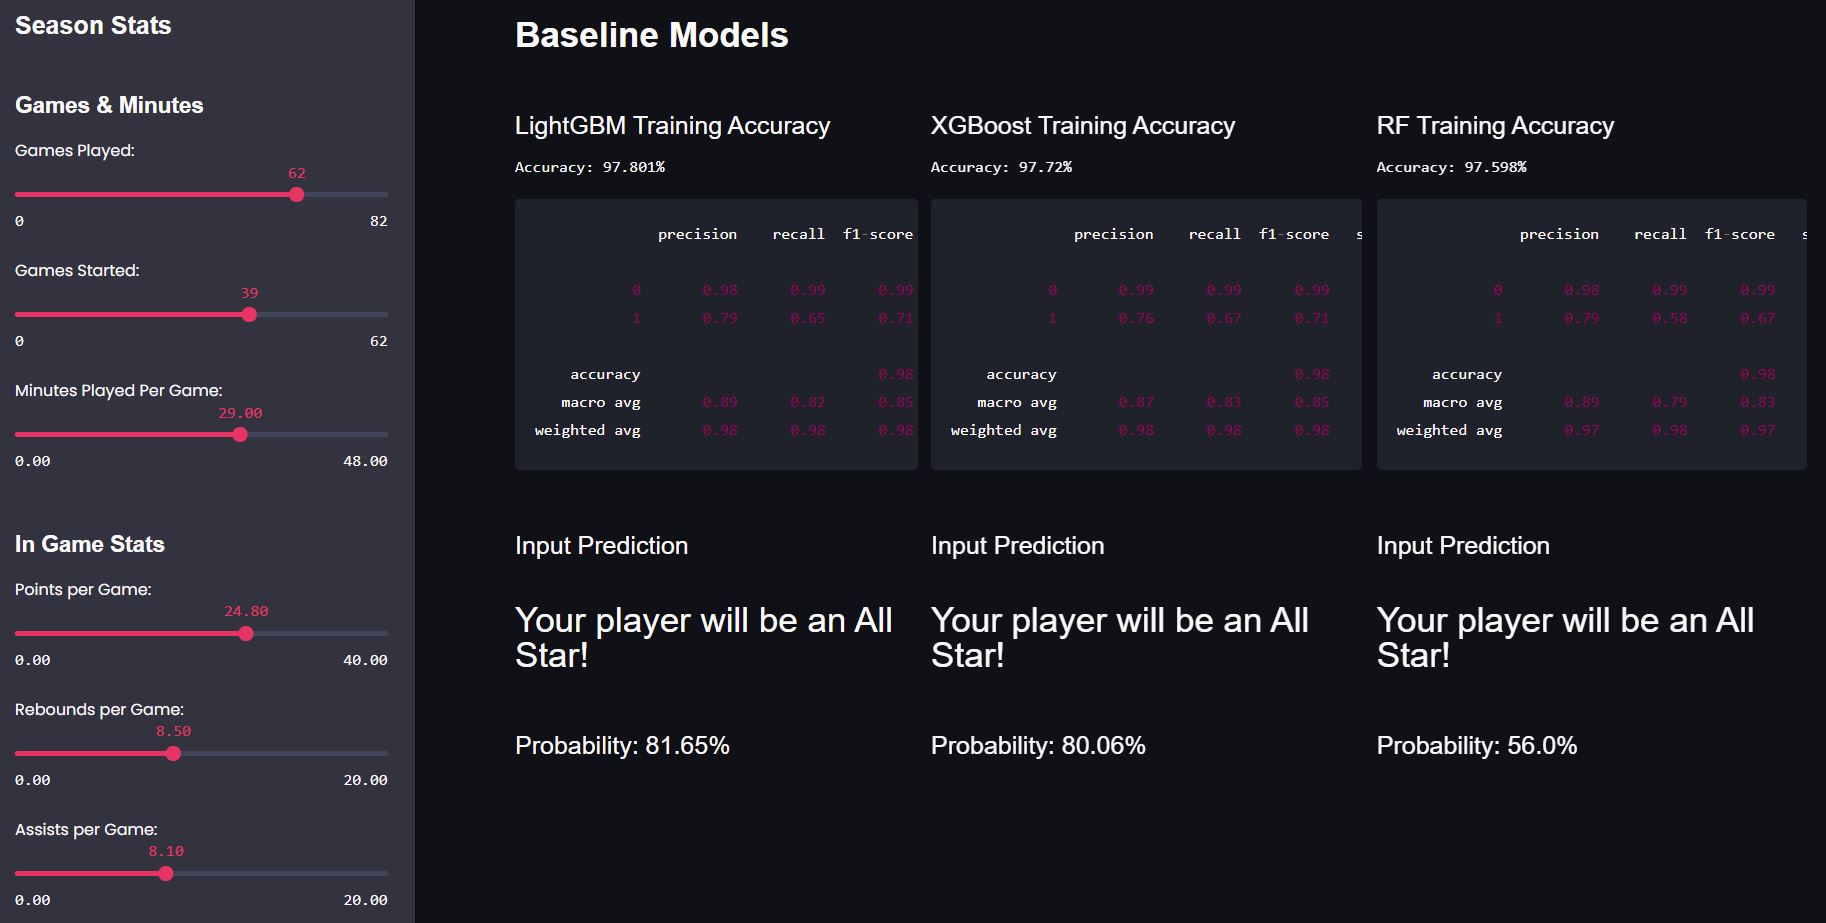 Season Stats
Games & Minutes
Games Played:
62
0 82
Games Started:
39
0 62
Minutes Played Per Game:
29.00
0.00 48.00
In Game Stats
Points per Game:
24.80
0.00 40.00
Rebounds per Game:
8.50
0.00 20.00
Assists per Game:
8.10
0.00 20.00
Baseline Models
LightGBM Training Accuracy
Accuracy: 97.801%
precision recall f1-score
0 0.98 0.99 0.99
1 0.79 0.65 0.71
accuracy 0.98
macro avg 0.89 0.82 0.85
weighted avg 0.98 0.98 0.98
Input Prediction
Your player will be an All
Star!
Probability: 81.65%
XGBoost Training Accuracy
Accuracy: 97.72%
precision recall f1-score s
0 0.99 0.99 0.99
1 0.76 0.67 0.71
accuracy 0.98
macro avg 0.87 0.83 0.85
weighted avg 0.98 0.98 0.98
Input Prediction
Your player will be an All
Star!
Probability: 80.06%
RF Training Accuracy
Accuracy: 97.598%
precision recall f1-score s
0 0.98 0.99 0.99
1 0.79 0.58 0.67
accuracy 0.98
macro avg 0.89 0.79 0.83
weighted avg 0.97 0.98 0.97
Input Prediction
Your player will be an All
Star!
Probability: 56.0%